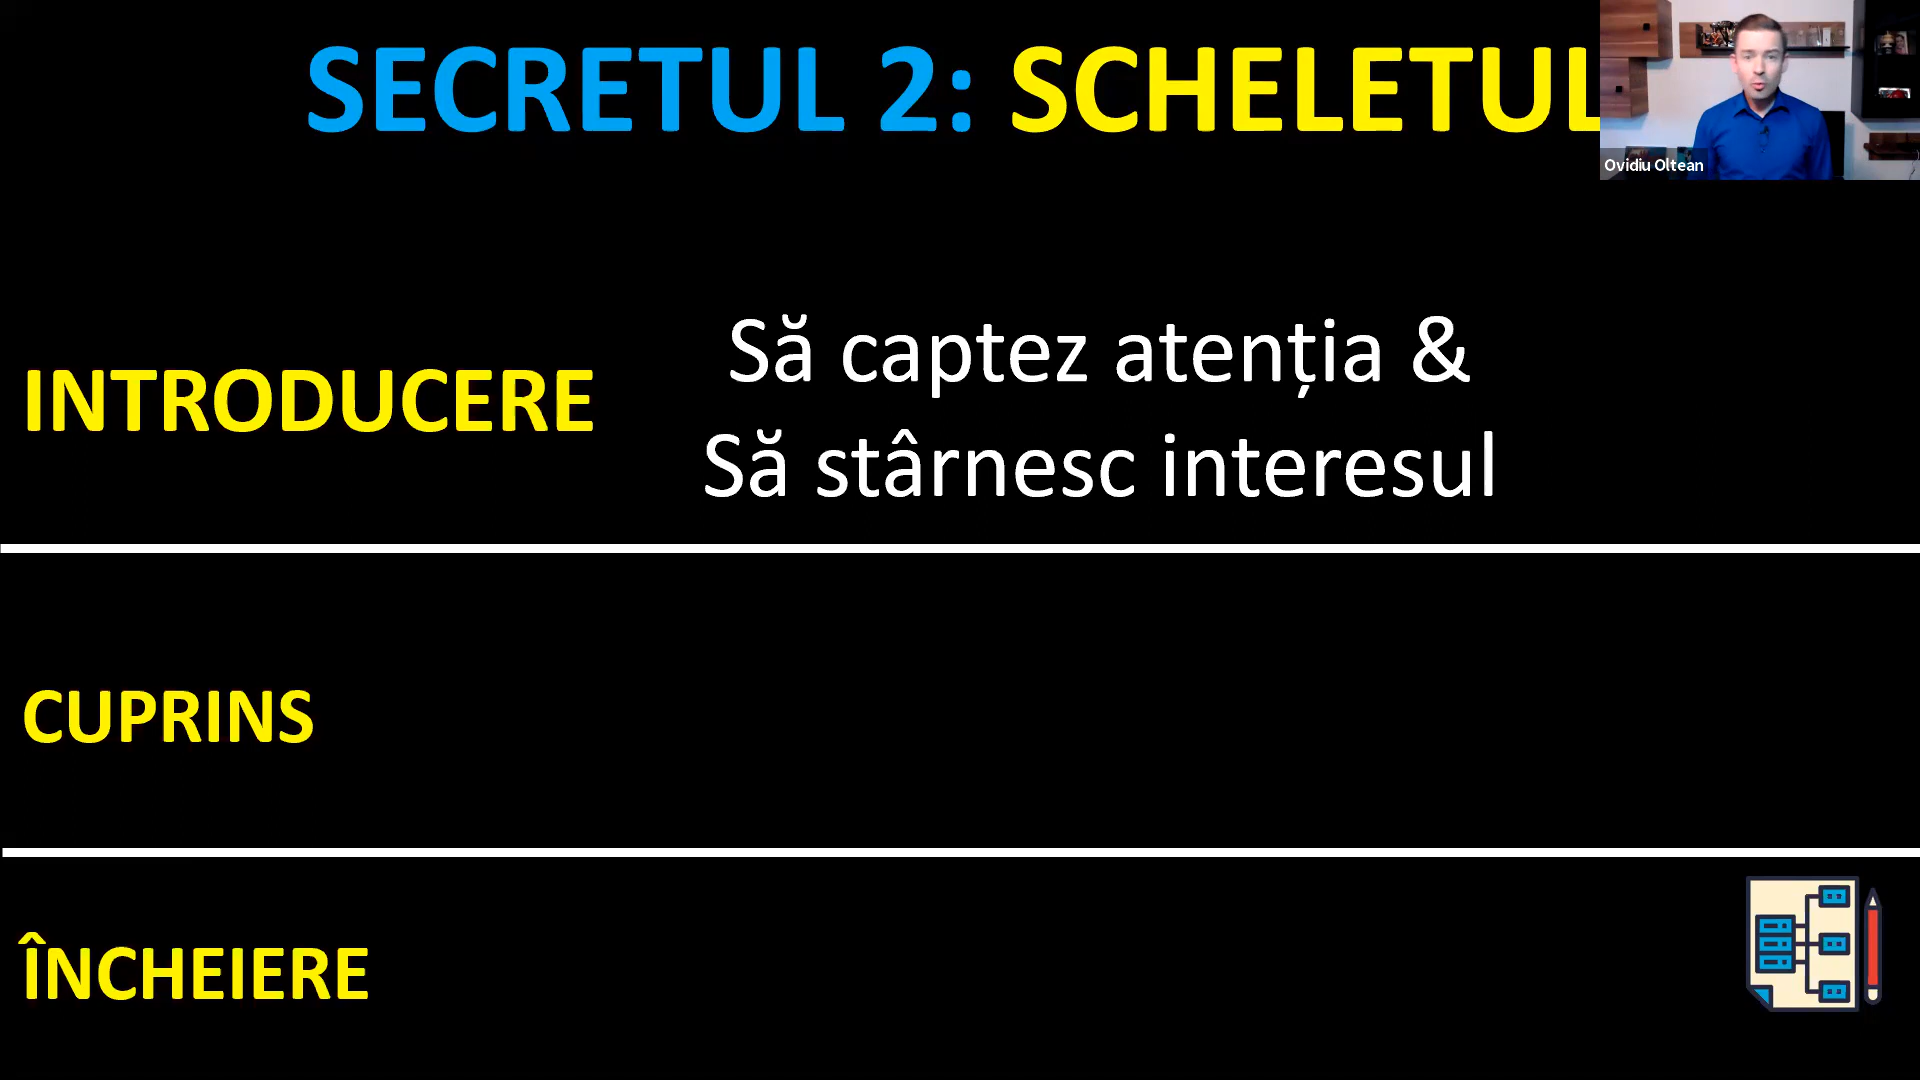 SECRETUL 2: SCHELETUL
Ovidiu Oltean
INTRODUCERE
Să captez atenția &
Să stârnesc interesul
CUPRINS
ÎNCHEIERE